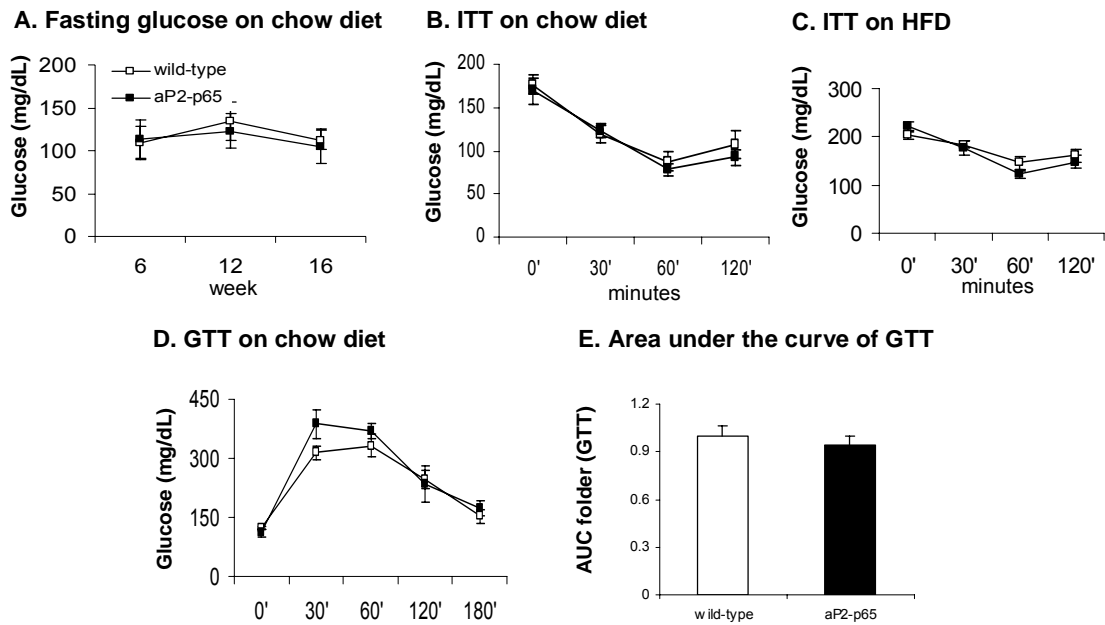 A. Fasting glucose on chow diet
Glucose (mg/dL)
200
150
100
50
0
wild-type
aP2-p65
6 12 16
week
B. ITT on chow diet
Glucose (mg/dL)
200
150
100
50
0
0' 30' 60' 120'
minutes
C. ITT on HFD
Glucose (mg/dL)
300
200
100
0
0' 30' 60' 120'
minutes
D. GTT on chow diet
Glucose (mg/dL)
450
300
150
0
0' 30' 60' 120' 180'
E. Area under the curve of GTT
AUC folder (GTT)
1.2
0.9
0.6
0.3
0
wild-type aP2-p65